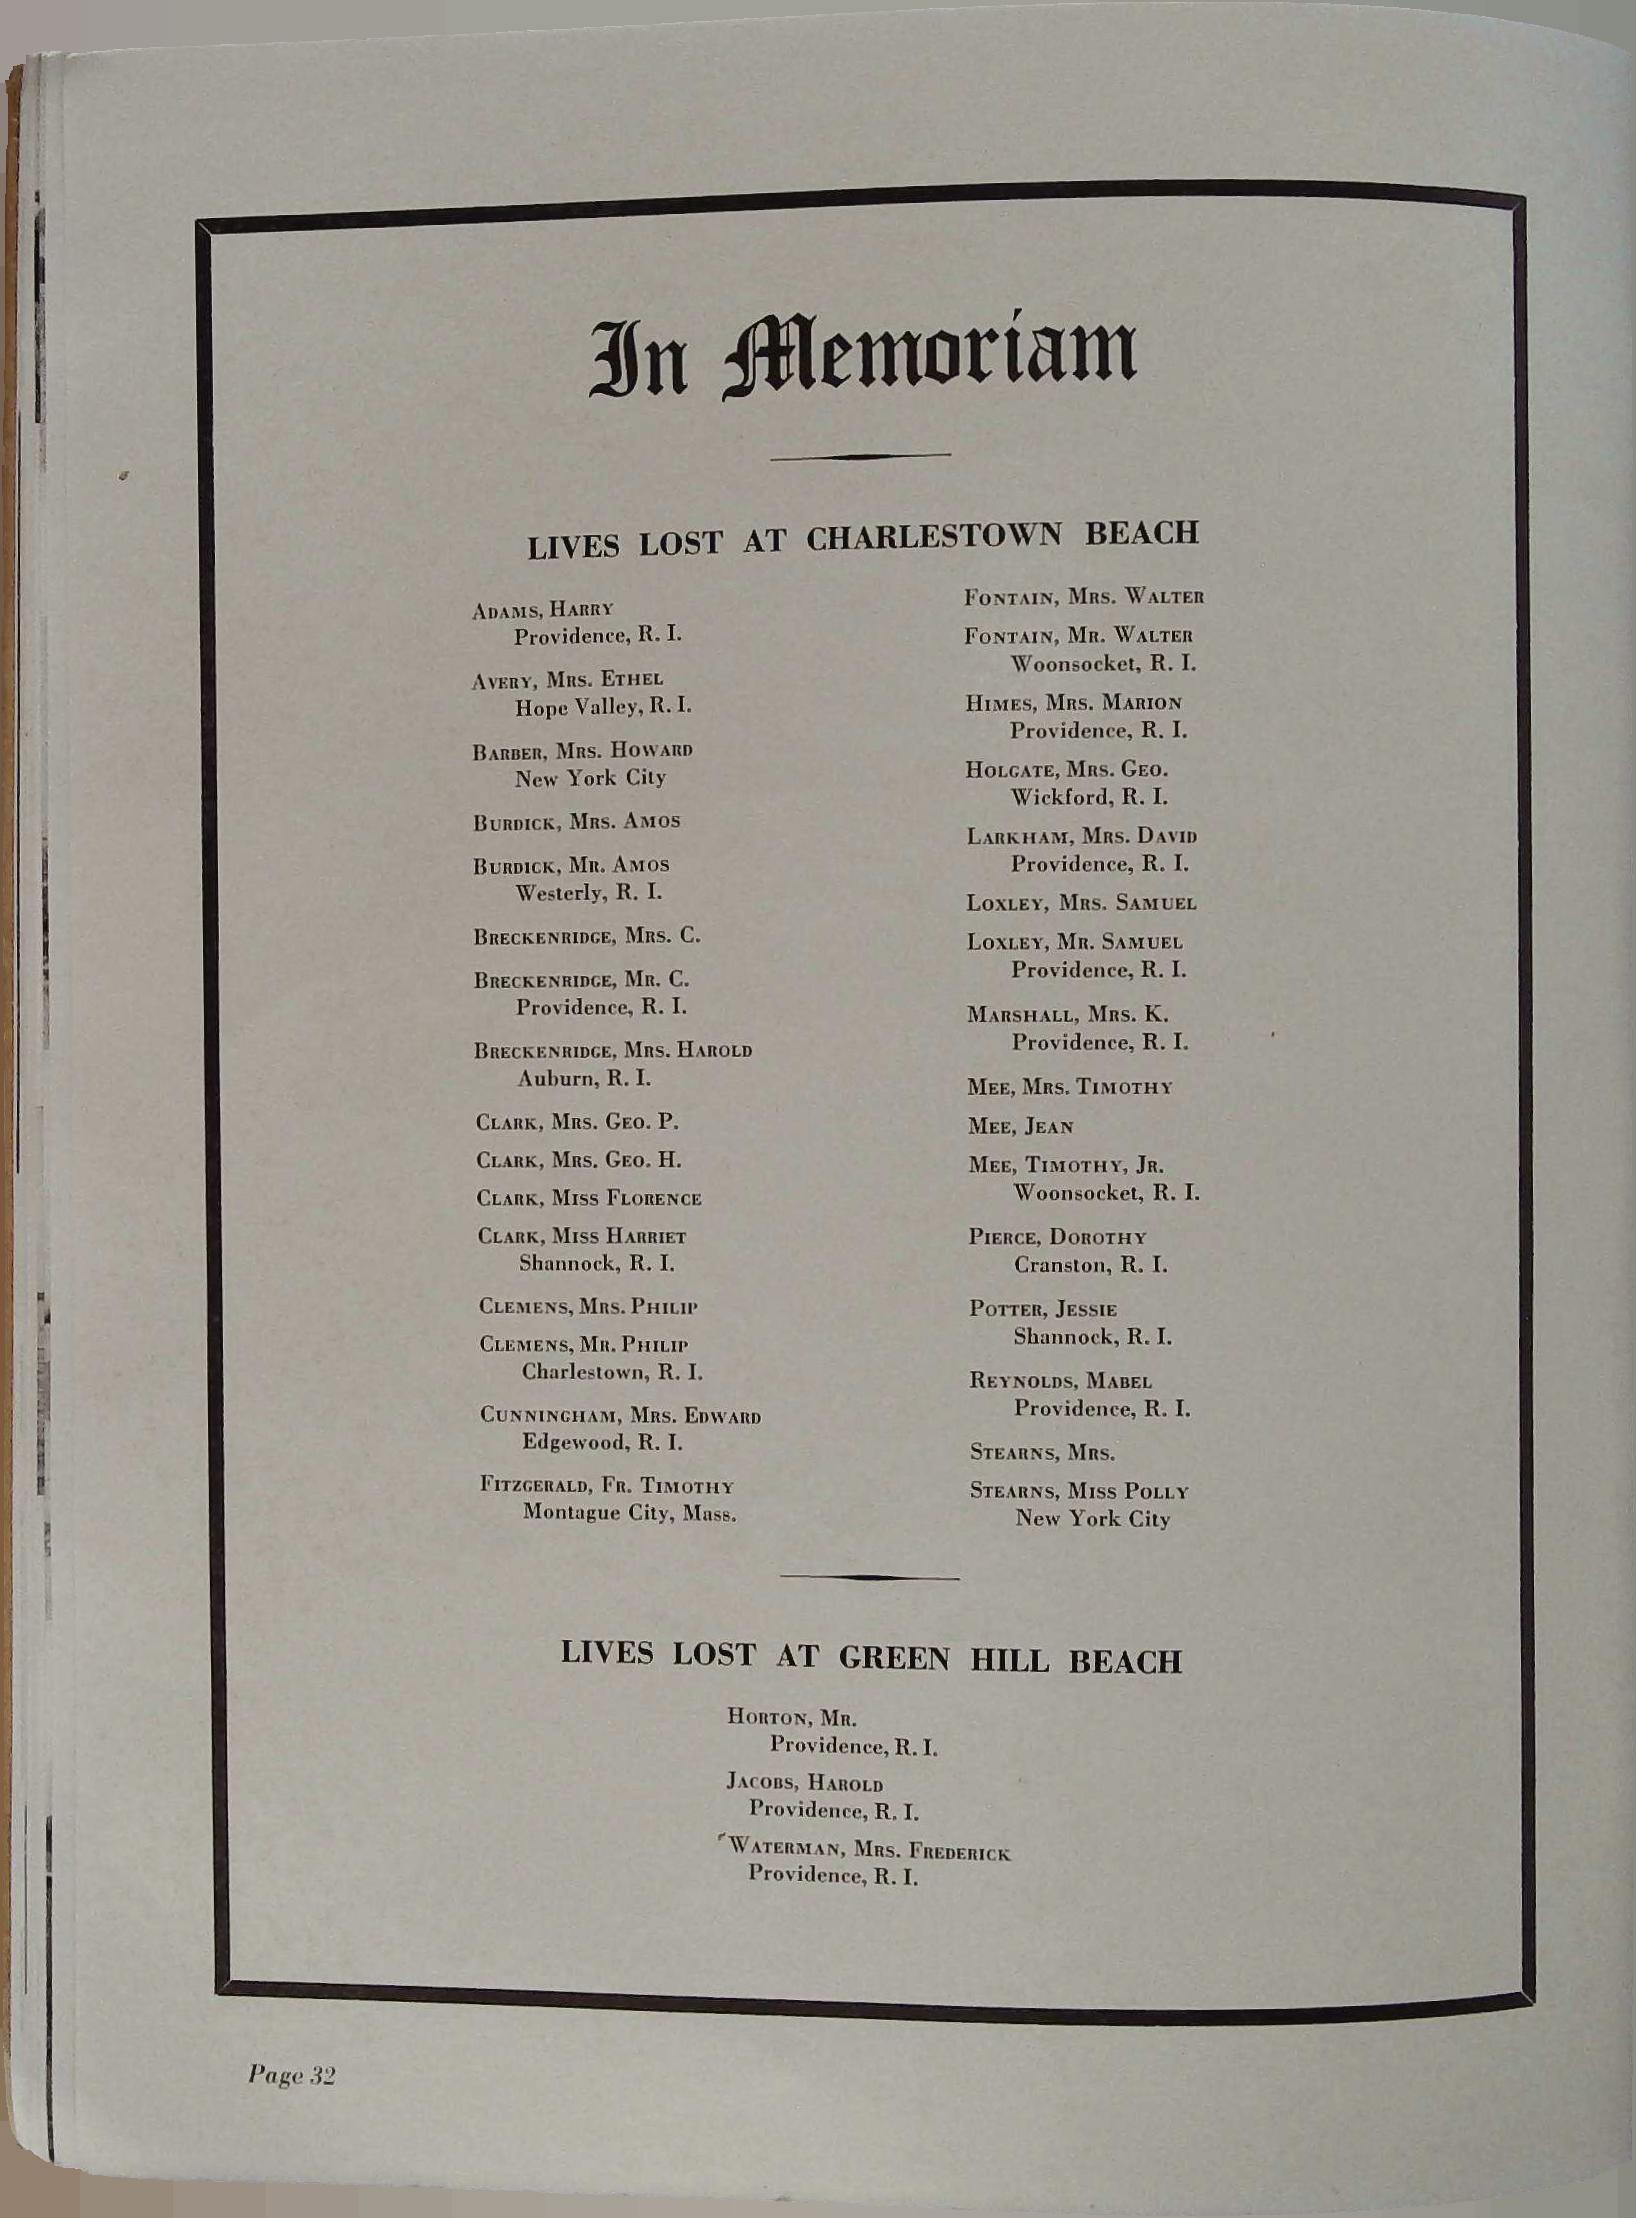 In Memoriam
LIVES LOST AT CHARLESTOWN BEACH
ADAMS, HARRY
Providence, R. I.
AVERY, MRS. ETHEL
Hope Valley, R. I.
BARBER, MRS. HOWARD
New York City
BURDICK, MRS. AMOS
BURDICK, MR. AMOS
Westerly, R. I.
BRECKENRIDGE, MRS. C.
BRECKENRIDGE, MR. C.
Providence, R. I.
BRECKENRIDGE, MRS. HAROLD
Auburn, R. I.
CLARK, MRS. GEO. P.
CLARK, MRS. GEO. H.
CLARK, MISS FLORENCE
CLARK, MISS HARRIET
Shannock, R. I.
CLEMENS, MRS. PHILIP
CLEMENS, MR. PHILIP
Charlestown, R. I.
CUNNINGHAM, MRS. EDWARD
Edgewood, R. I.
FITZGERALD, FR. TIMOTHY
Montague City, Mass.
FONTAIN, MRS. WALTER
FONTAIN, MR. WALTER
Woonsocket, R. I.
HIMES, MRS. MARION
Providence, R. I.
HOLGATE, MRS. GEO.
Wickford, R. I.
LARKHAM, MRS. DAVID
Providence, R. I.
LOXLEY, MRS. SAMUEL
LOXLEY, MR. SAMUEL
Providence, R. I.
MARSHALL, MRS. K.
Providence, R. I.
MEE, MRS. TIMOTHY
MEE, JEAN
MEE, TIMOTHY, JR.
Woonsocket, R. I.
PIERCE, DOROTHY
Cranston, R. I.
POTTER, JESSIE
Shannock, R. I.
REYNOLDS, MABEL
Providence, R. I.
STEARNS, MRS.
STEARNS, MISS POLLY
New York City
LIVES LOST AT GREEN HILL BEACH
HORTON, MR.
Providence, R. I.
JACOBS, HAROLD
Providence, R. I.
WATERMAN, MRS. FREDERICK
Providence, R. I.
Page 32